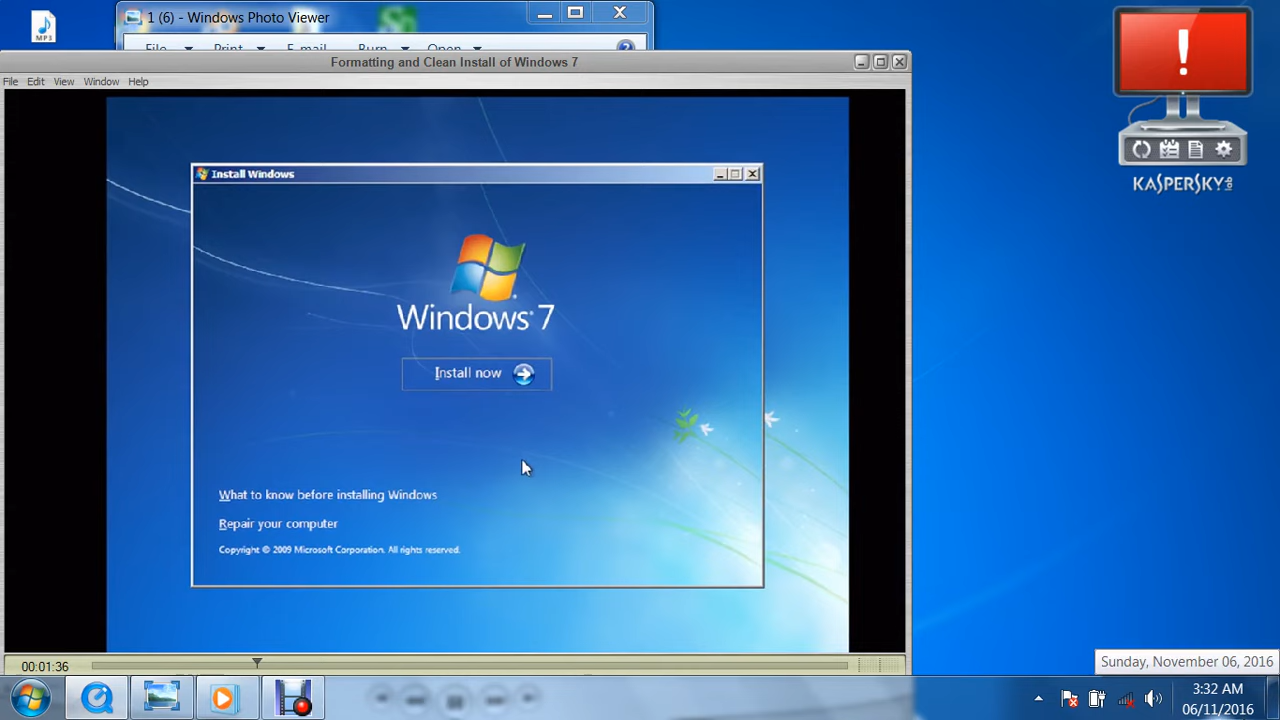 MP3
1 (6) - Windows Photo Viewer
File Print E-mail Burn Open
Formatting and Clean Install of Windows 7
File Edit View Window Help
Install Windows
Windows 7
Install now
What to know before installing Windows
Repair your computer
Copyright © 2009 Microsoft Corporation. All rights reserved.
00:01:36
KASPERSKY lab
Sunday, November 06, 2016
3:32 AM
06/11/2016